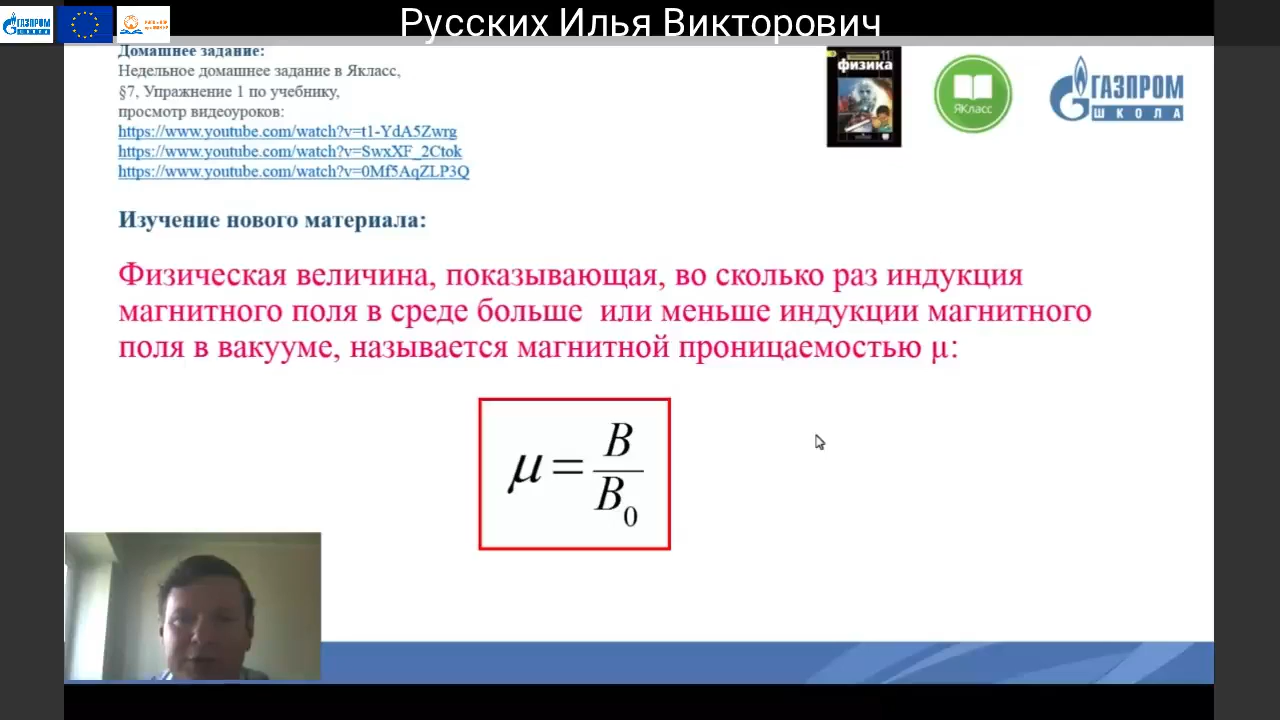 Русских Илья Викторович
ГАЗПРОМ
ШКОЛА
Домашнее задание:
Недельное домашнее задание в Якласс,
§7, Упражнение 1 по учебнику,
просмотр видеоуроков:
https://www.youtube.com/watch?v=t1-YdA5Zwrg
https://www.youtube.com/watch?v=SwxXF_2Ctok
https://www.youtube.com/watch?v=0Mf5AqZLP3Q
11
физика
ЯКласс
ГАЗПРОМ
ШКОЛА
Изучение нового материала:
Физическая величина, показывающая, во сколько раз индукция
магнитного поля в среде больше  или меньше индукции магнитного
поля в вакууме, называется магнитной проницаемостью μ:
μ = B / B₀